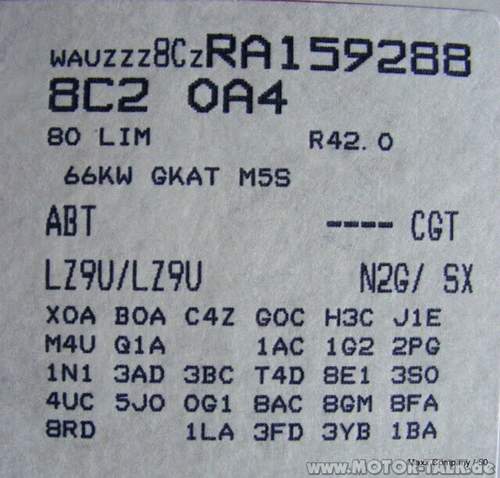 WAUZZZ8CZRA159288
8C2 0A4
80 LIM R42.0
66KW GKAT M5S
ABT ---- CGT
LZ9U/LZ9U N2G/ SX
X0A B0A C4Z G0C H3C J1E
M4U Q1A 1AC 1G2 2PG
1N1 3AD 3BC T4D 8E1 3S0
4UC 5J0 0G1 8AC 8GM 8FA
8RD 1LA 3FD 3YB 1BA
www.MOTOR-TALK.de